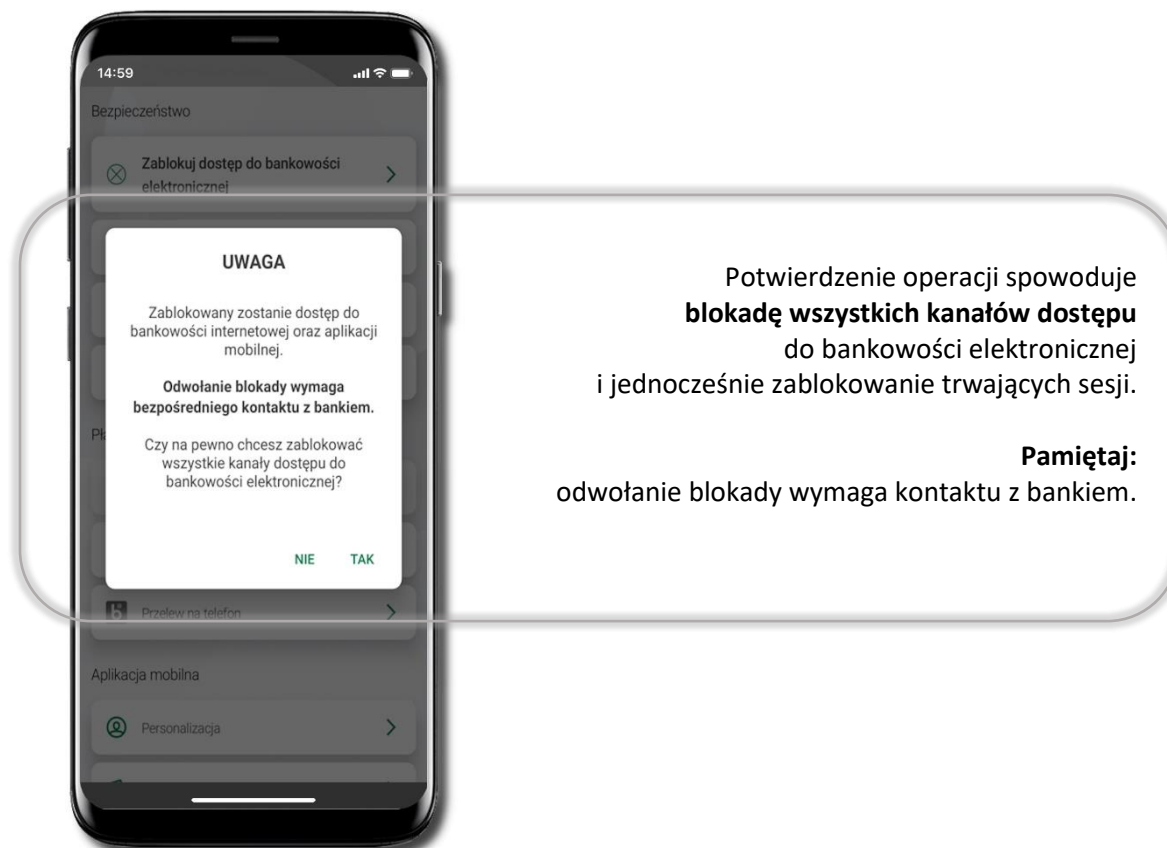 14:59
Bezpieczeństwo
Zablokuj dostęp do bankowości
elektronicznej
UWAGA
Zablokowany zostanie dostęp do
bankowości internetowej oraz aplikacji
mobilnej.
Odwołanie blokady wymaga
bezpośredniego kontaktu z bankiem.
Czy na pewno chcesz zablokować
wszystkie kanały dostępu do
bankowości elektronicznej?
NIE TAK
Przelew na telefon
Aplikacja mobilna
Personalizacja
Potwierdzenie operacji spowoduje
blokadę wszystkich kanałów dostępu
do bankowości elektronicznej
i jednocześnie zablokowanie trwających sesji.
Pamiętaj:
odwołanie blokady wymaga kontaktu z bankiem.